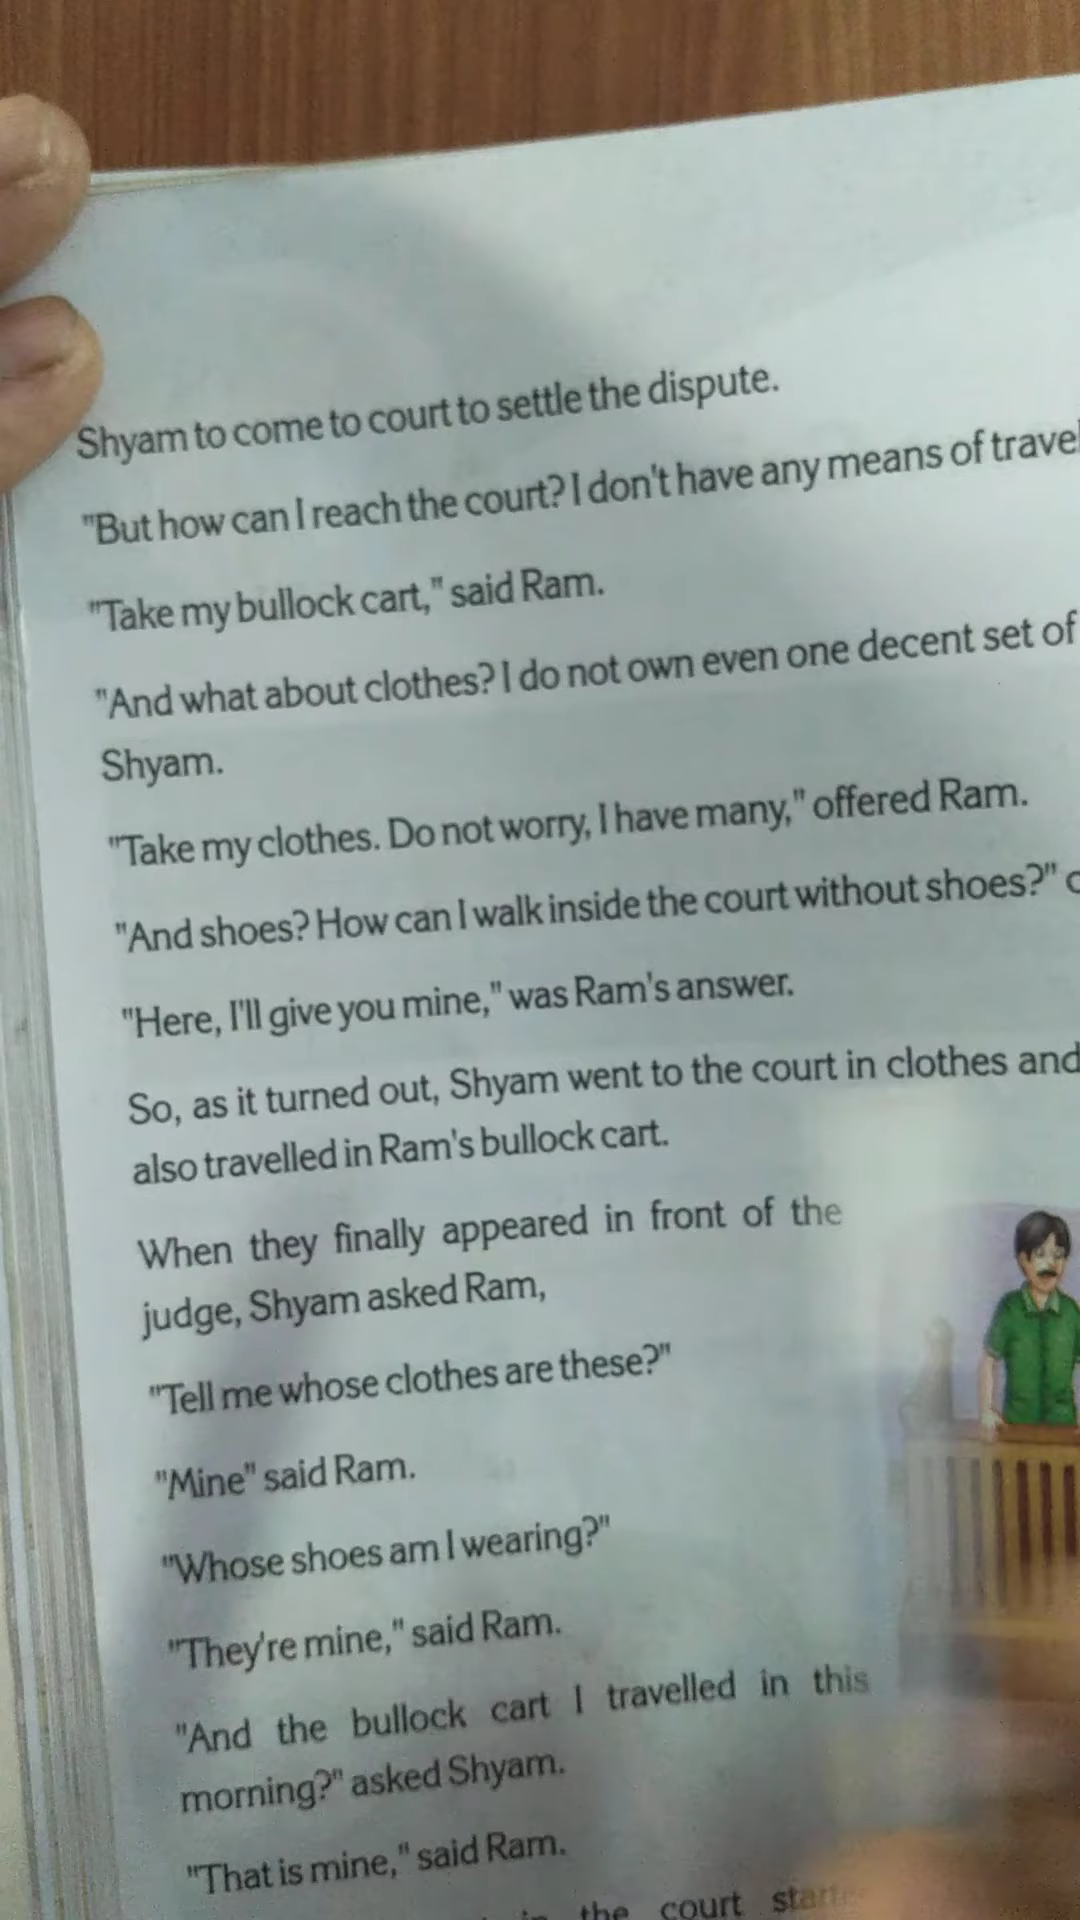 Shyam to come to court to settle the dispute.
"But how can I reach the court? I don't have any means of travel
"Take my bullock cart," said Ram.
"And what about clothes? I do not own even one decent set of
Shyam.
"Take my clothes. Do not worry, I have many," offered Ram.
"And shoes? How can I walk inside the court without shoes?"
"Here, I'll give you mine," was Ram's answer.
So, as it turned out, Shyam went to the court in clothes and
also travelled in Ram's bullock cart.
When they finally appeared in front of the
judge, Shyam asked Ram,
"Tell me whose clothes are these?"
"Mine" said Ram.
"Whose shoes am I wearing?"
"They're mine," said Ram.
"And the bullock cart I travelled in this
morning?" asked Shyam.
"That is mine," said Ram.
in the court